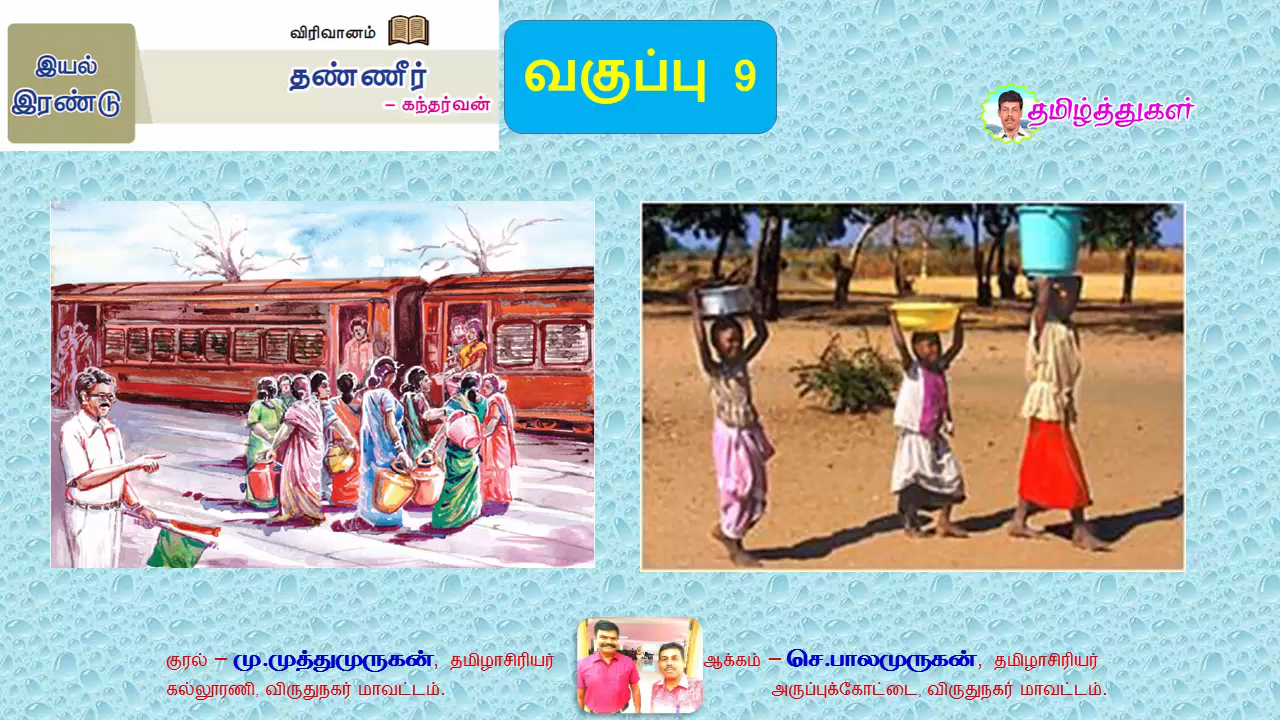 இயல்
இரண்டு
விரிவானம்
தண்ணீர்
– கந்தர்வன்
வகுப்பு 9
தமிழ்த்துகள்
குரல் – மு.முத்துமுருகன், தமிழாசிரியர்
கல்லூரணி, விருதுநகர் மாவட்டம்.
ஆக்கம் – செ.பாலமுருகன், தமிழாசிரியர்
அருப்புக்கோட்டை, விருதுநகர் மாவட்டம்.